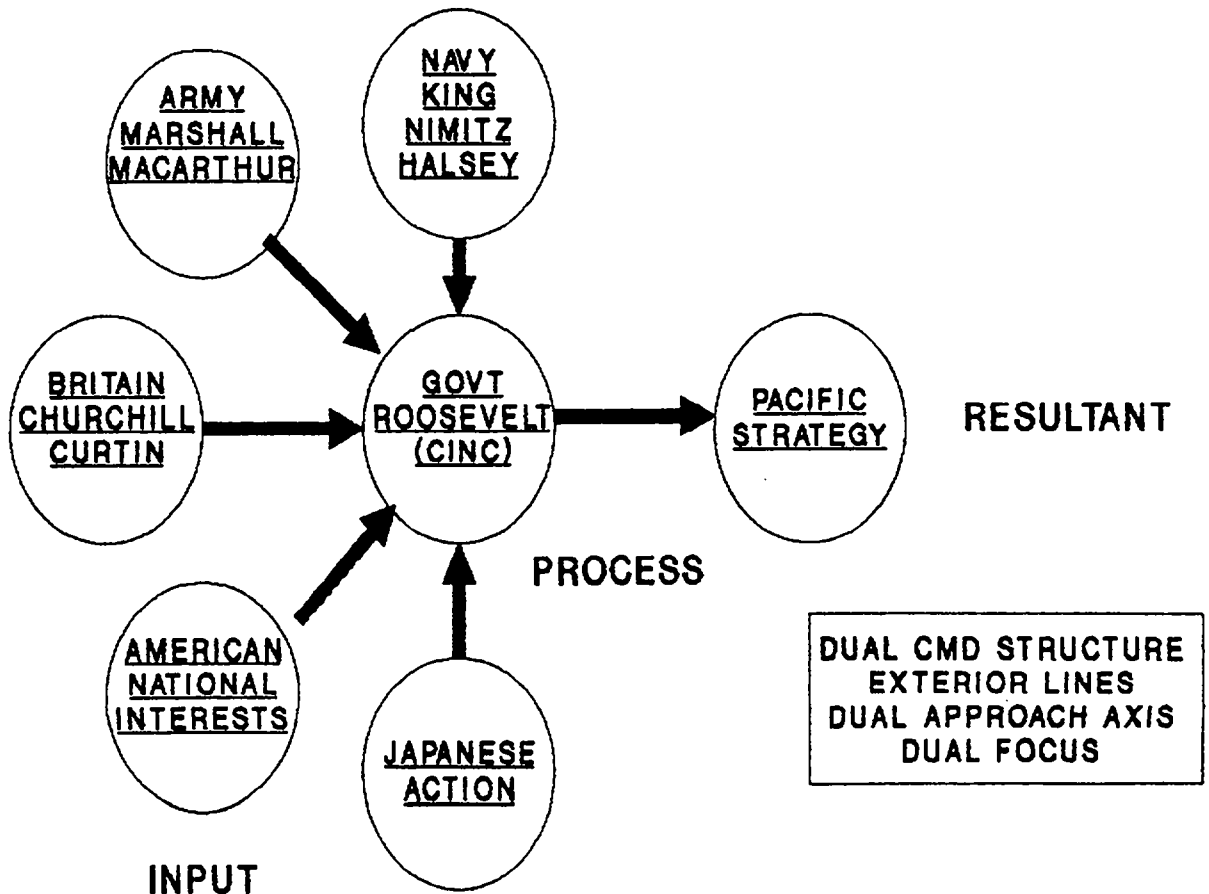 ARMY
MARSHALL
MACARTHUR
NAVY
KING
NIMITZ
HALSEY
BRITAIN
CHURCHILL
CURTIN
GOVT
ROOSEVELT
(CINC)
PACIFIC
STRATEGY
RESULTANT
PROCESS
AMERICAN
NATIONAL
INTERESTS
JAPANESE
ACTION
DUAL CMD STRUCTURE
EXTERIOR LINES
DUAL APPROACH AXIS
DUAL FOCUS
INPUT